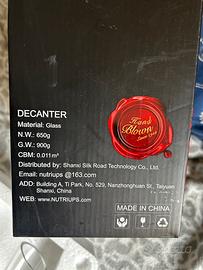 DECANTER
Material: Glass
N.W.: 650g
G.W.: 900g
CBM: 0.011m³
Hand
Blown
Distributed by: Shanxi Silk Road Technology Co., Ltd.
Email: nutriups @163.com
ADD: Building A, Ti Park, No. 529, Nanzhonghuan St., Taiyuan
Shanxi, China
WEB: www.NUTRIUPS.com
MADE IN CHINA